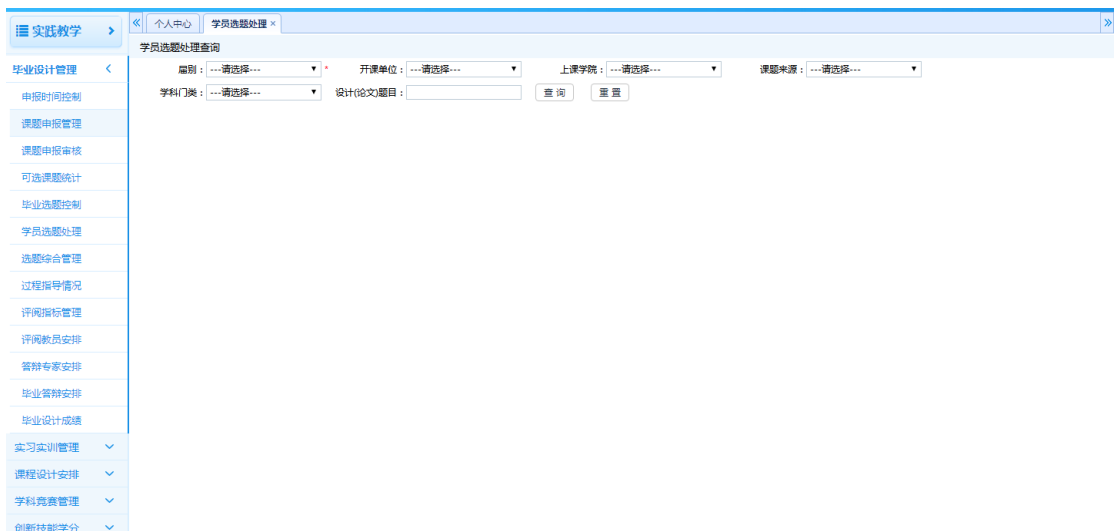 实践教学
个人中心 学员选题处理 ×
学员选题处理查询
毕业设计管理
届别：---请选择--- * 开课单位：---请选择--- 上课学院：---请选择--- 课题来源：---请选择---
学科门类：---请选择--- 设计(论文)题目： 查 询 重 置
申报时间控制
课题申报管理
课题申报审核
可选课题统计
毕业选题控制
学员选题处理
选题综合管理
过程指导情况
评阅指标管理
评阅教员安排
答辩专家安排
毕业答辩安排
毕业设计成绩
实习实训管理
课程设计安排
学科竞赛管理
创新技能学分